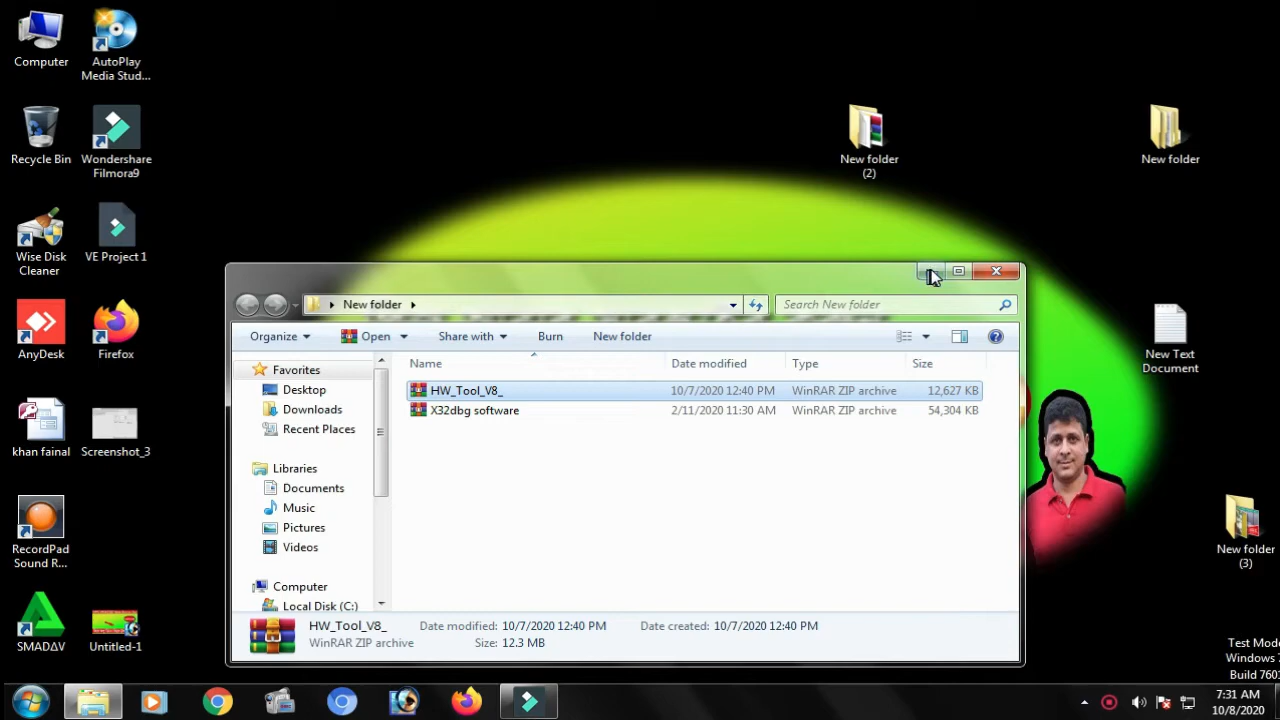 Computer
AutoPlay
Media Stud...
Recycle Bin
Wondershare
Filmora9
New folder
(2)
New folder
Wise Disk
Cleaner
VE Project 1
AnyDesk
Firefox
New Text
Document
khan fainal
Screenshot_3
RecordPad
Sound R...
New folder
(3)
SMADΔV
Untitled-1
New folder
Search New folder
Organize
Open
Share with
Burn
New folder
Name
Date modified
Type
Size
Favorites
Desktop
Downloads
Recent Places
Libraries
Documents
Music
Pictures
Videos
Computer
Local Disk (C:)
HW_Tool_V8_
10/7/2020 12:40 PM
WinRAR ZIP archive
12,627 KB
X32dbg software
2/11/2020 11:30 AM
WinRAR ZIP archive
54,304 KB
HW_Tool_V8_
Date modified: 10/7/2020 12:40 PM
Date created: 10/7/2020 12:40 PM
WinRAR ZIP archive
Size: 12.3 MB
Test Mode
Windows 7
Build 7601
7:31 AM
10/8/2020